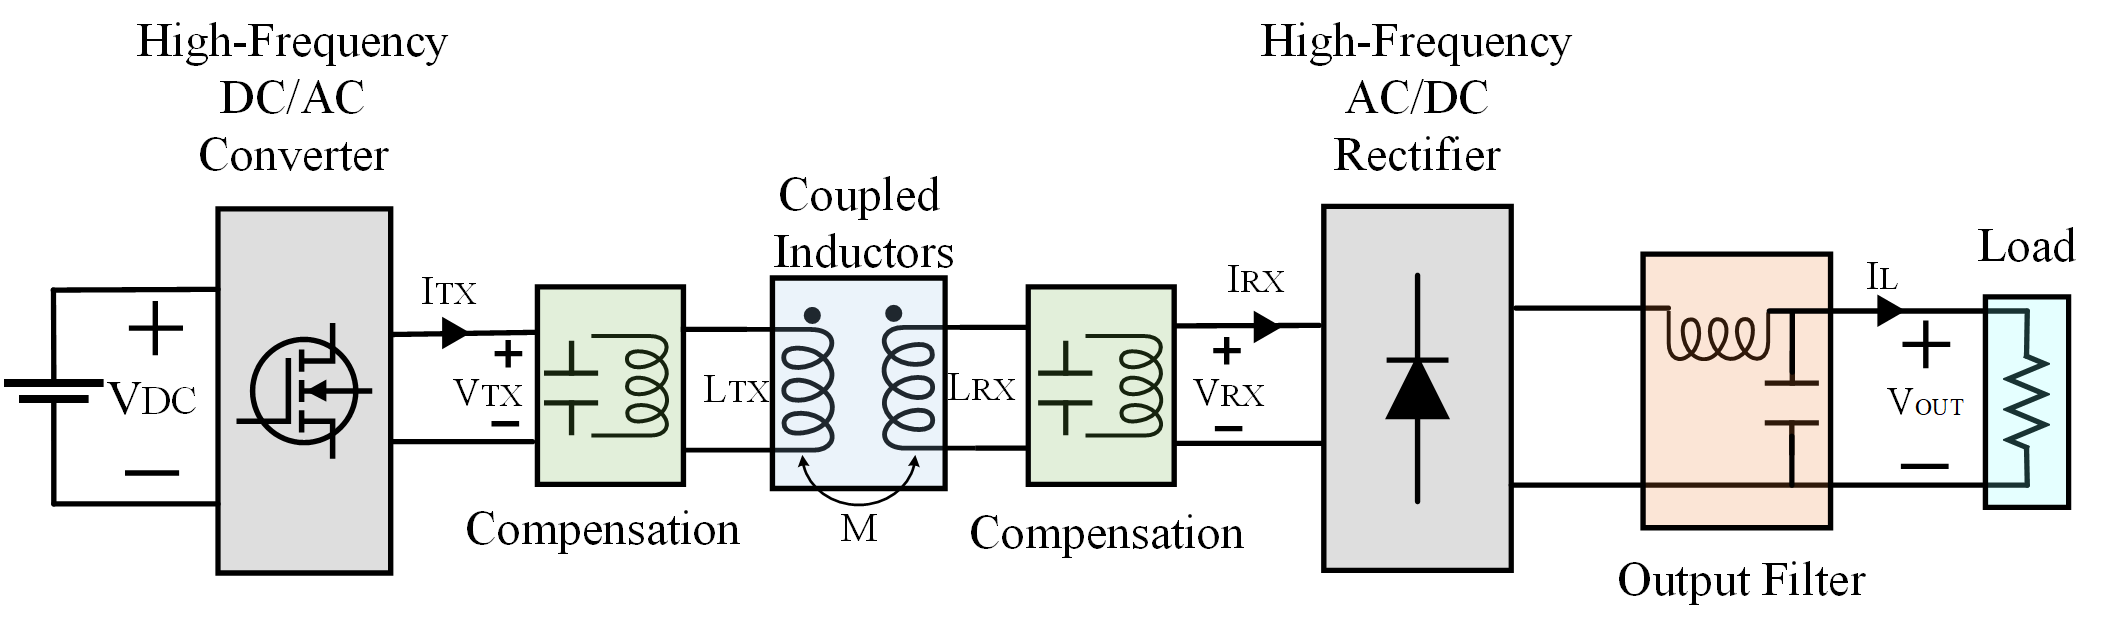 High-Frequency
DC/AC
Converter
High-Frequency
AC/DC
Rectifier
Coupled
Inductors
Load
ITX
IRX
IL
+
+
+
+
VDC
VTX
LTX
LRX
VRX
VOUT
−
−
−
−
Compensation
M
Compensation
Output Filter